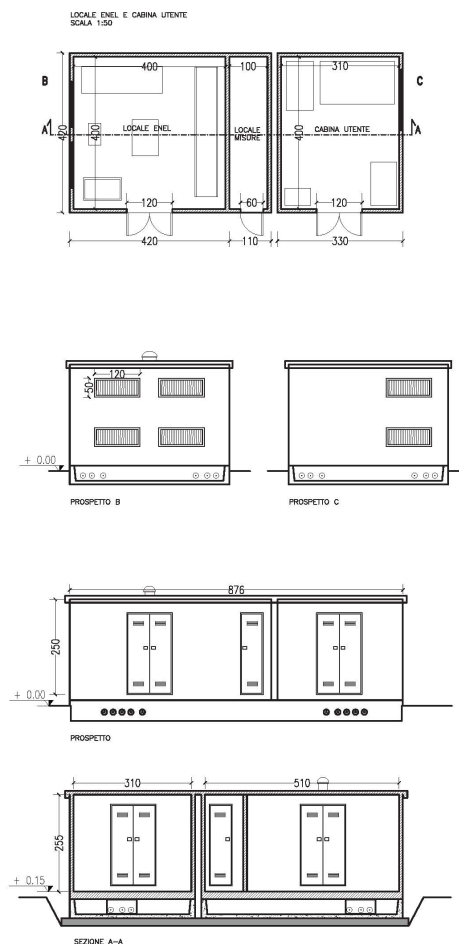 LOCALE ENEL E CABINA UTENTE
SCALA 1:50
400 100 310
B C
A A
420 400 LOCALE ENEL LOCALE MISURE CABINA UTENTE 400
120 60 120
420 110 330
120
50
+ 0.00
PROSPETTO B PROSPETTO C
876
250
+ 0.00
PROSPETTO
310 510
255
+ 0.15
SEZIONE A-A